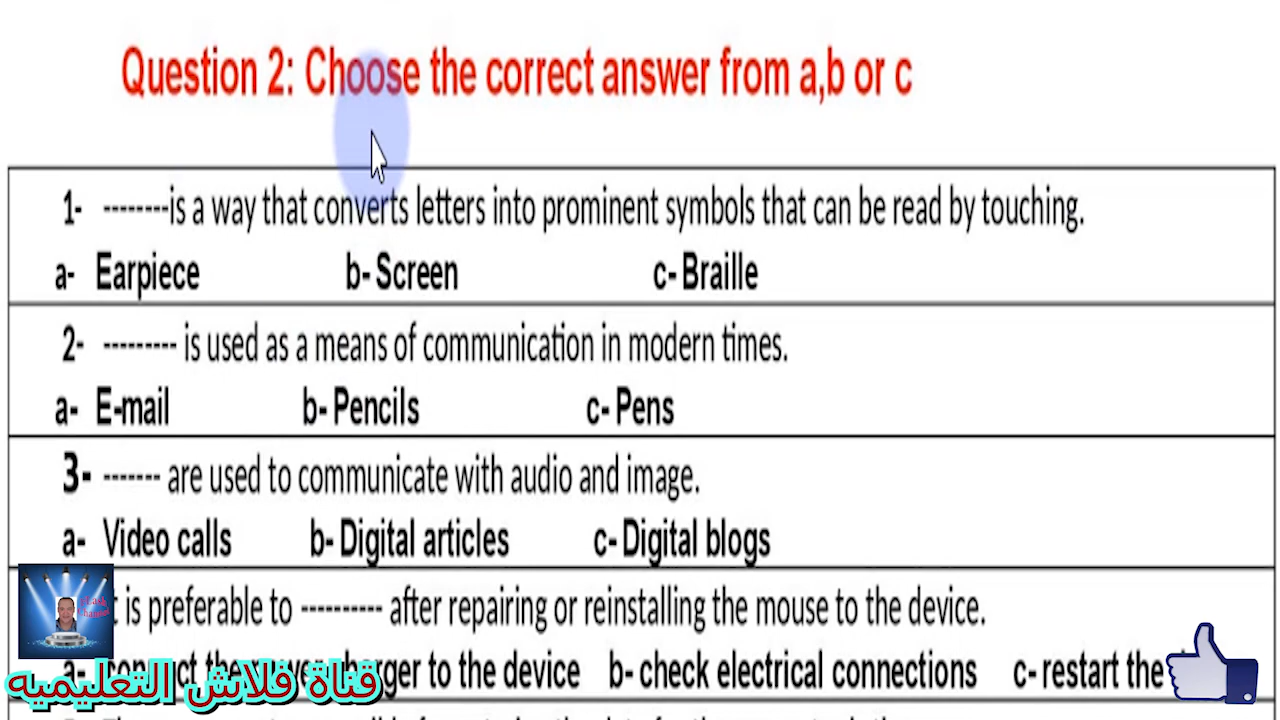 Question 2: Choose the correct answer from a,b or c
1- --------is a way that converts letters into prominent symbols that can be read by touching.
a- Earpiece b- Screen c- Braille
2- --------- is used as a means of communication in modern times.
a- E-mail b- Pencils c- Pens
3- ------- are used to communicate with audio and image.
a- Video calls b- Digital articles c- Digital blogs
is preferable to ---------- after repairing or reinstalling the mouse to the device.
a- to the device b- check electrical connections c- restart the
قناة فلاش التعليميه